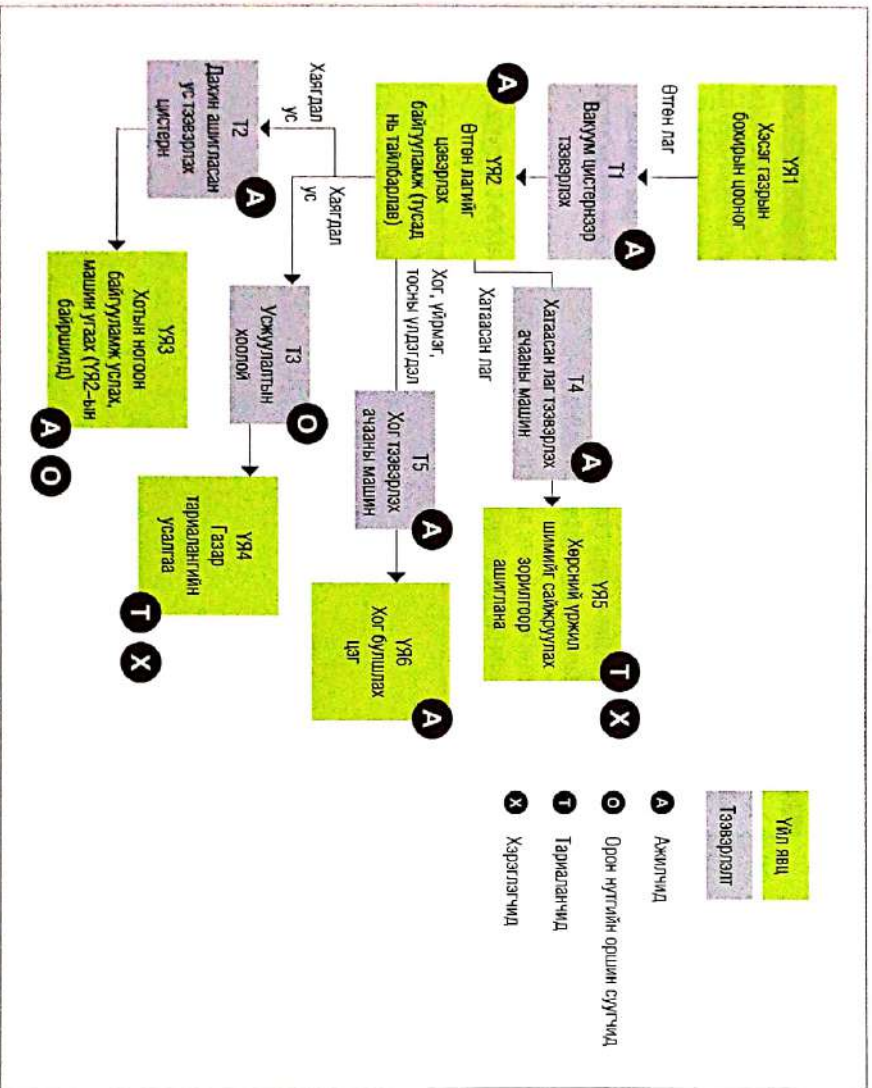 ҮЯ1
Хэсэг газрын
бохирын цооног
Өтгөн лаг
Т1
Вакуум цистернээр
тээвэрлэх
А
ҮЯ2
Өтгөн лагийг
цэвэрлэх
байгууламж (тусад
нь тайлбарлав)
А
Хаягдал
ус
Т2
Дахин ашигласан
ус тээвэрлэх
цистерн
А
ҮЯ3
Хотын ногоон
байгууламж услах,
машин угаах (ҮЯ2-ын
байршилд)
А
О
Хаягдал
ус
Т3
Усжуулалтын
хоолой
О
ҮЯ4
Газар
тариалангийн
усалгаа
Т
Х
Хатаасан лаг
Т4
Хатаасан лаг тээвэрлэх
ачааны машин
А
ҮЯ5
Хөрсний үржил
шимийг сайжруулах
зорилгоор
ашиглана
Т
Х
Хог, үйрмэг,
тосны үлдэгдэл
Т5
Хог тээвэрлэх
ачааны машин
А
ҮЯ6
Хог булшлах
цэг
А
Үйл явц
Тээвэрлэлт
А Ажилчид
О Орон нутгийн оршин суугчид
Т Тариаланчид
Х Хэрэглэгчид